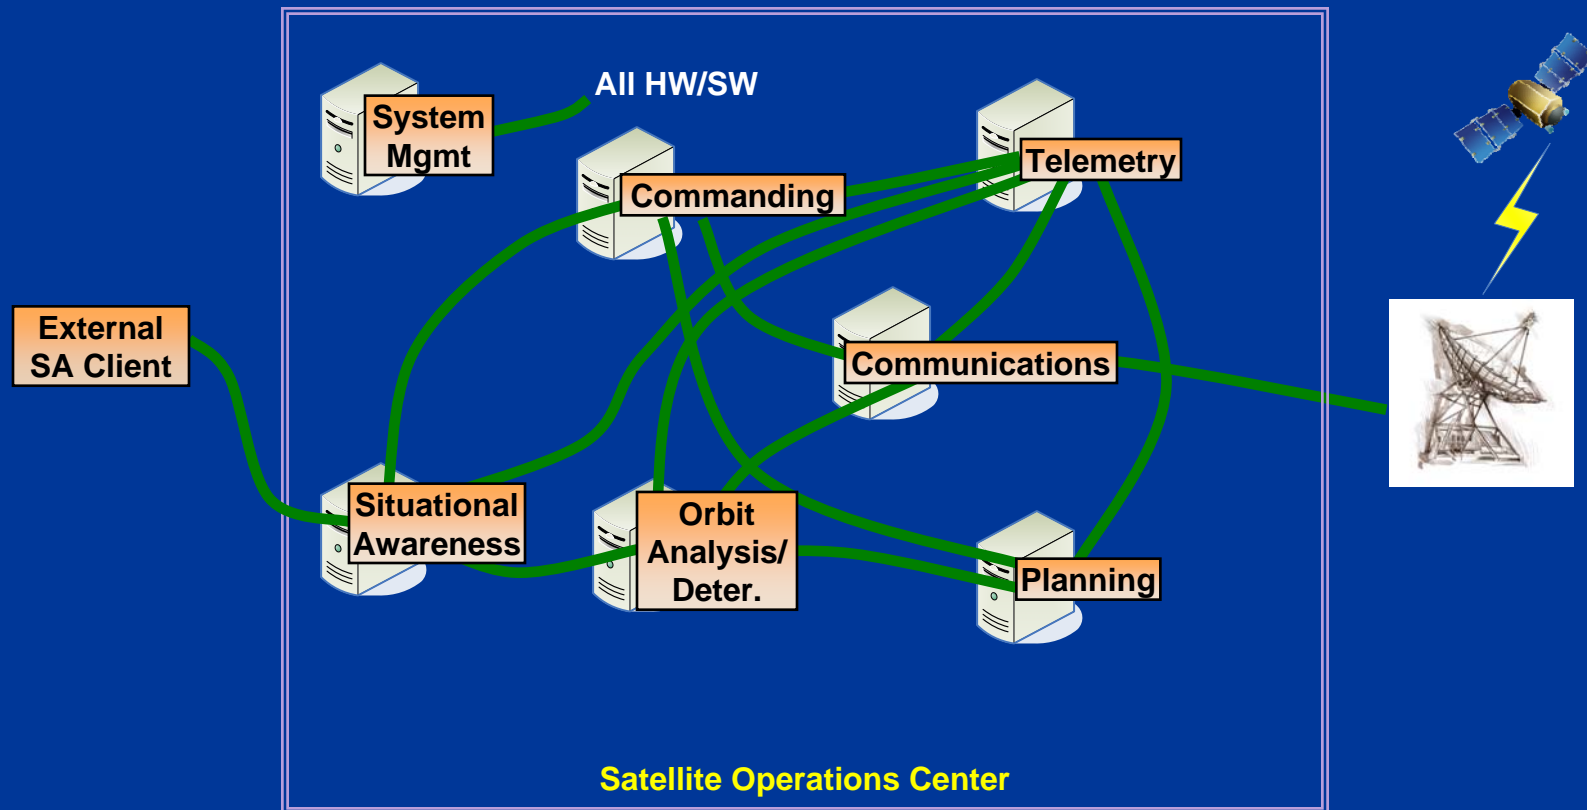 All HW/SW
System
Mgmt
Commanding
Telemetry
External
SA Client
Communications
Situational
Awareness
Orbit
Analysis/
Deter.
Planning
Satellite Operations Center